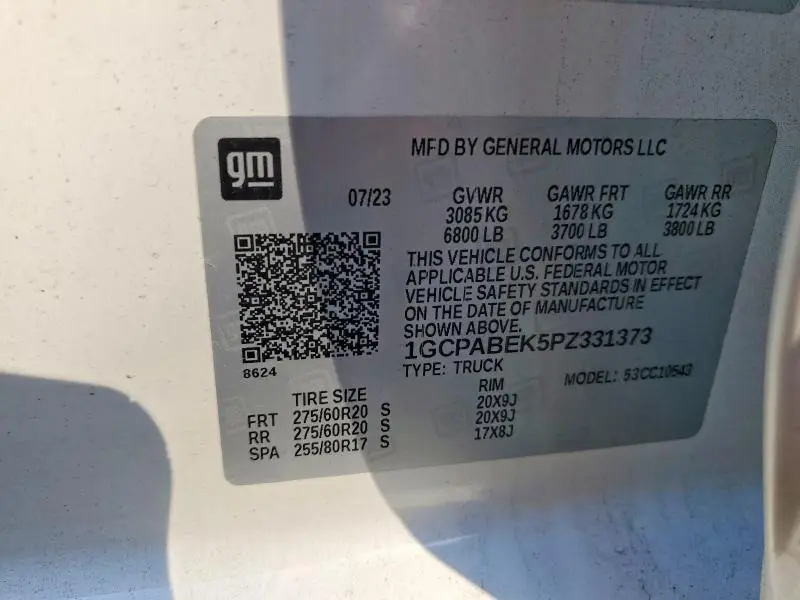 gm
MFD BY GENERAL MOTORS LLC
07/23 GVWR GAWR FRT GAWR RR
3085 KG 1678 KG 1724 KG
6800 LB 3700 LB 3800 LB
THIS VEHICLE CONFORMS TO ALL
APPLICABLE U.S. FEDERAL MOTOR
VEHICLE SAFETY STANDARDS IN EFFECT
ON THE DATE OF MANUFACTURE
SHOWN ABOVE.
1GCPABEK5PZ331373
8624
TYPE: TRUCK MODEL: 53CC10543
TIRE SIZE RIM
FRT 275/60R20 S 20X9J
RR 275/60R20 S 20X9J
SPA 255/80R17 S 17X8J